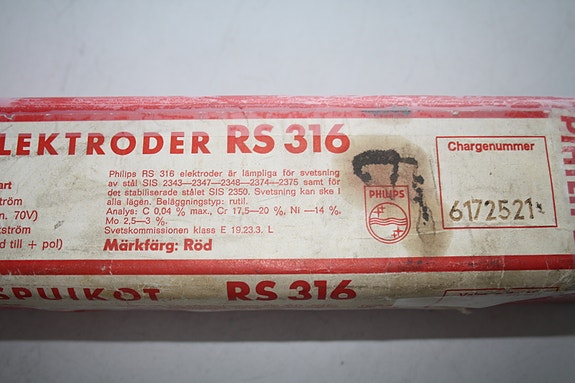 LEKTRODER RS 316
art
ström
n. 70V)
tström
d till + pol)
Philips RS 316 elektroder är lämpliga för svetsning
av stål SIS 2343—2347—2348—2374—2375 samt för
det stabiliserade stålet SIS 2350. Svetsning kan ske i
alla lägen. Beläggningstyp: rutil.
Analys: C 0,04 % max., Cr 17,5—20 %, Ni —14 %.
Mo 2,5—3 %.
Svetskommissionen klass E 19.23.3. L
Märkfärg: Röd
PHILIPS
Chargenummer
6172521
SPUIKOT RS 316